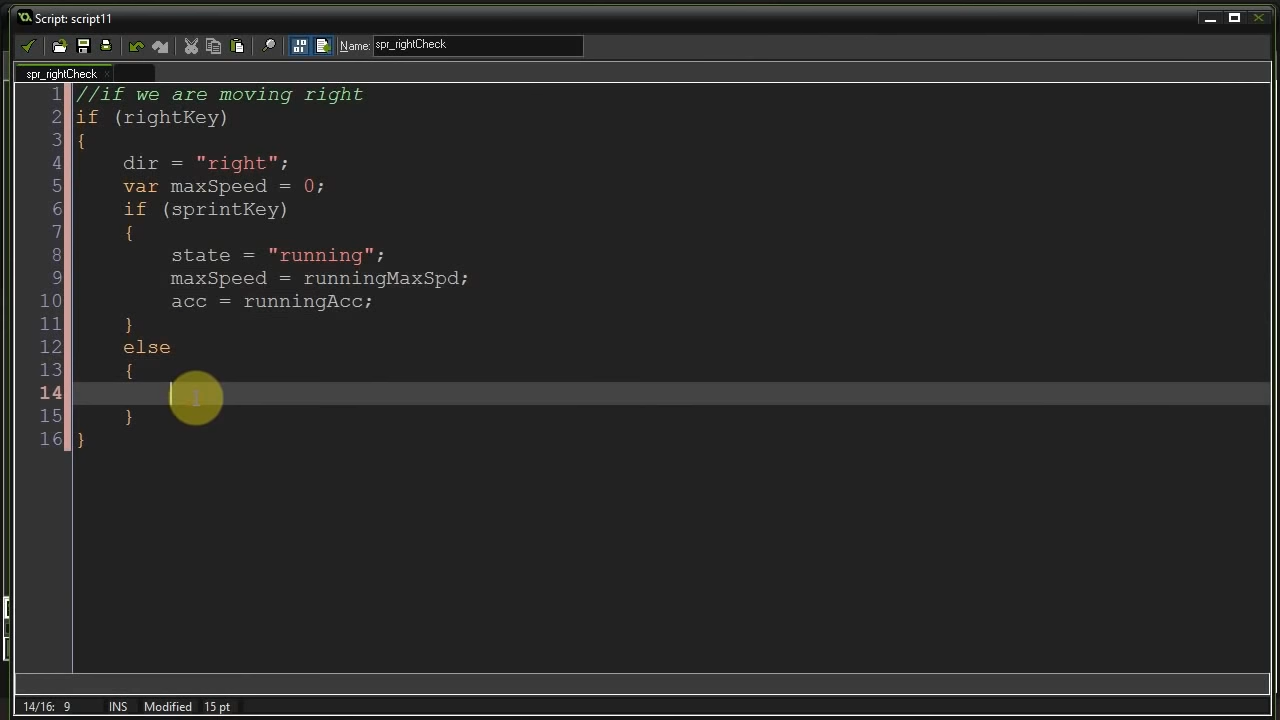 Script: script11
Name: spr_rightCheck
spr_rightCheck ×
1 //if we are moving right
2 if (rightKey)
3 {
4 dir = "right";
5 var maxSpeed = 0;
6 if (sprintKey)
7 {
8 state = "running";
9 maxSpeed = runningMaxSpd;
10 acc = runningAcc;
11 }
12 else
13 {
14
15 }
16 }
14/16: 9 INS Modified 15 pt